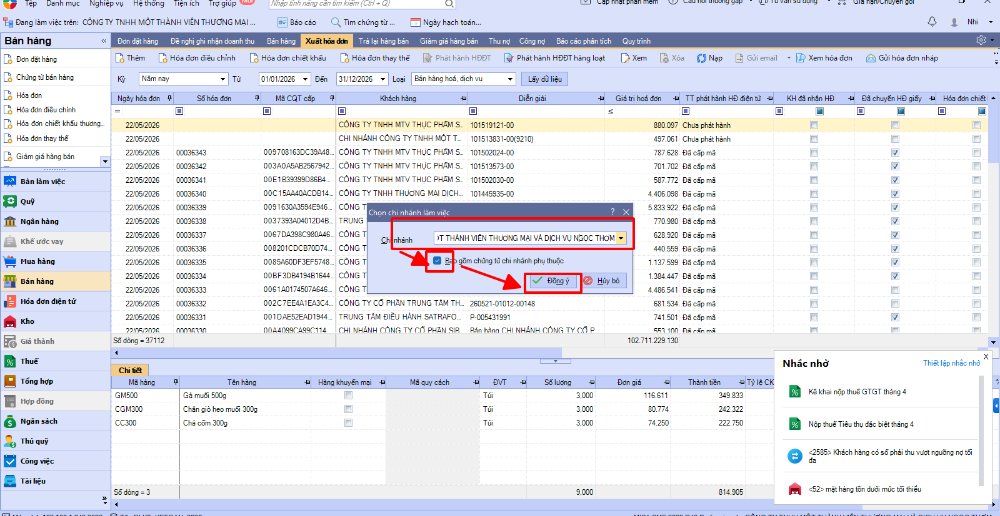 Tệp Danh mục Nghiệp vụ Hệ thống Tiện ích Trợ giúp Mới Nhập tính năng cần tìm kiếm (Ctrl + Q) Cập nhật phần mềm Câu hỏi thường gặp Tư vấn sử dụng Gia hạn/Chuyển gói
Đang làm việc trên: CÔNG TY TNHH MỘT THÀNH VIÊN THƯƠNG MẠI ... Báo cáo Tìm chứng từ ... Ngày hạch toán... Nhi
Bán hàng «
Đơn đặt hàng Đề nghị ghi nhận doanh thu Bán hàng Xuất hóa đơn Trả lại hàng bán Giảm giá hàng bán Thu nợ Công nợ Báo cáo phân tích Quy trình
Thêm Hóa đơn điều chỉnh Hóa đơn chiết khấu Hóa đơn thay thế Phát hành HĐĐT Phát hành HĐĐT hàng loạt Xem Xóa Nạp Gửi email Xem hóa đơn Gửi hóa đơn nháp
Kỳ Năm nay Từ 01/01/2026 Đến 31/12/2026 Loại Bán hàng hoá, dịch vụ Lấy dữ liệu
Đơn đặt hàng
Chứng từ bán hàng
Hóa đơn
Hóa đơn điều chỉnh
Hóa đơn chiết khấu thương...
Hóa đơn thay thế
Giảm giá hàng bán
Bàn làm việc
Quỹ
Ngân hàng
Khế ước vay
Mua hàng
Bán hàng
Hóa đơn điện tử
Kho
Giá thành
Thuế
Tổng hợp
Hợp đồng
Ngân sách
Thủ quỹ
Công việc
Tài liệu
»
Ngày hóa đơn Số hóa đơn Mã CQT cấp Khách hàng Diễn giải Giá trị hoá đơn TT phát hành HĐ điện tử KH đã nhận HĐ Đã chuyển HĐ giấy Hóa đơn chiết
= ≤
22/05/2026 CÔNG TY TNHH MTV THỰC PHẨM S... 101519121-00 880.097 Chưa phát hành
22/05/2026 CHI NHÁNH CÔNG TY TNHH MỘT T... 101513831-00(9210) 497.061 Chưa phát hành
22/05/2026 00036343 009708163DC39A48... CÔNG TY TNHH MTV THỰC PHẨM S... 101502024-00 787.628 Đã cấp mã
22/05/2026 00036342 003A0A5AB2567942... CÔNG TY TNHH MTV THỰC PHẨM S... 101513573-00 701.702 Đã cấp mã
22/05/2026 00036341 00E1B39399D86B4... CÔNG TY TNHH MTV THỰC PHẨM S... 101502030-00 587.772 Đã cấp mã
22/05/2026 00036340 00C15AA40ACDB14... CÔNG TY TNHH THƯƠNG MẠI DỊCH... 101445935-00 4.406.098 Đã cấp mã
22/05/2026 00036339 0091630A3594E946... CÔNG T 5.833.922 Đã cấp mã
22/05/2026 00036338 0037393A04012D4B... TRUNG 770.980 Đã cấp mã
22/05/2026 00036337 0067DA398C980A46... CÔNG T 628.920 Đã cấp mã
22/05/2026 00036336 008201CDCB70D74... CÔNG T 440.559 Đã cấp mã
22/05/2026 00036335 0085A60DF3EF5748... CÔNG T 1.137.599 Đã cấp mã
22/05/2026 00036334 00BF3DB4194B1644... CÔNG T 1.384.447 Đã cấp mã
22/05/2026 00036333 0061A0174507A646... CÔNG T 4.486.541 Đã cấp mã
22/05/2026 00036332 002C7EE4A1EA3C4... CÔNG TY CỔ PHẦN TRUNG TÂM TH... 260521-01012-00148 681.534 Đã cấp mã
22/05/2026 00036331 001DAE52EAD1944... TRUNG TÂM ĐIỀU HÀNH SATRAFO... P-005431991 741.501 Đã cấp mã
22/05/2026 00036330 00A4099CA99C114 CHI NHÁNH CÔNG TY CỔ PHẦN SIB Bán hàng CHI NHÁNH CÔNG TY CỔ P 553.100 Đã cấp mã
Số dòng = 37112 102.711.229.130
Chọn chi nhánh làm việc ?
Chi nhánh ỘT THÀNH VIÊN THƯƠNG MẠI VÀ DỊCH VỤ NGỌC THƠM
Bao gồm chứng từ chi nhánh phụ thuộc
Đồng ý Hủy bỏ
Chi tiết
Mã hàng Tên hàng Hàng khuyến mại Mã quy cách ĐVT Số lượng Đơn giá Thành tiền Tỷ lệ CK
GM500 Gà muối 500g Túi 3,000 116.611 349.833
CGM300 Chân giò heo muối 300g Túi 3,000 80.774 242.322
CC300 Chả cốm 300g Túi 3,000 74.250 222.750
Số dòng = 3 9,000 814.905
Nhắc nhở Thiết lập nhắc nhở X
Kê khai nộp thuế GTGT tháng 4
Nộp thuế Tiêu thụ đặc biệt tháng 4
<2585> Khách hàng có số phải thu vượt ngưỡng nợ tối
đa
<52> mặt hàng tồn dưới mức tối thiểu